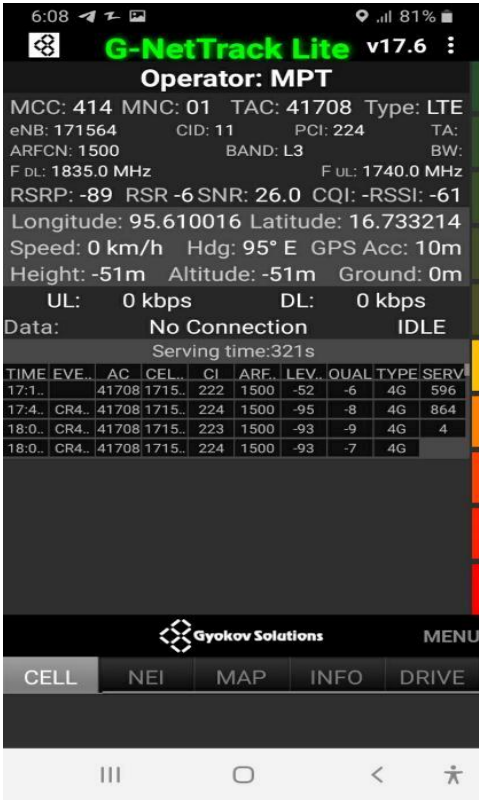 6:08 81%
G-NetTrack Lite v17.6
Operator: MPT
MCC: 414 MNC: 01 TAC: 41708 Type: LTE
eNB: 171564 CID: 11 PCI: 224 TA:
ARFCN: 1500 BAND: L3 BW:
F DL: 1835.0 MHz F UL: 1740.0 MHz
RSRP: -89 RSR -6 SNR: 26.0 CQI: -RSSI: -61
Longitude: 95.610016 Latitude: 16.733214
Speed: 0 km/h Hdg: 95° E GPS Acc: 10m
Height: -51m Altitude: -51m Ground: 0m
UL: 0 kbps DL: 0 kbps
Data: No Connection IDLE
Serving time:321s
TIME EVE.. AC CEL.. CI ARF.. LEV.. QUAL TYPE SERV
17:1.. 41708 1715.. 222 1500 -52 -6 4G 596
17:4.. CR4.. 41708 1715.. 224 1500 -95 -8 4G 864
18:0.. CR4.. 41708 1715.. 223 1500 -93 -9 4G 4
18:0.. CR4.. 41708 1715.. 224 1500 -93 -7 4G
Gyokov Solutions MENU
CELL NEI MAP INFO DRIVE